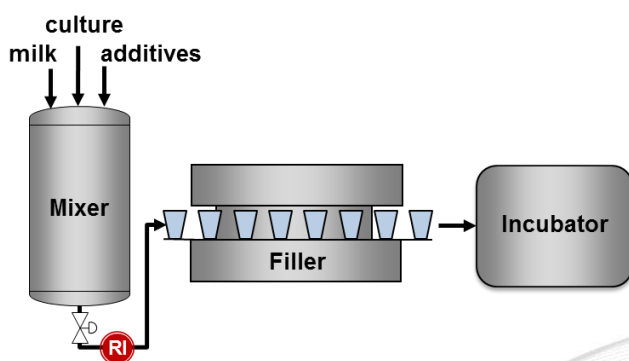 culture
milk additives
Mixer
RI
Filler
Incubator